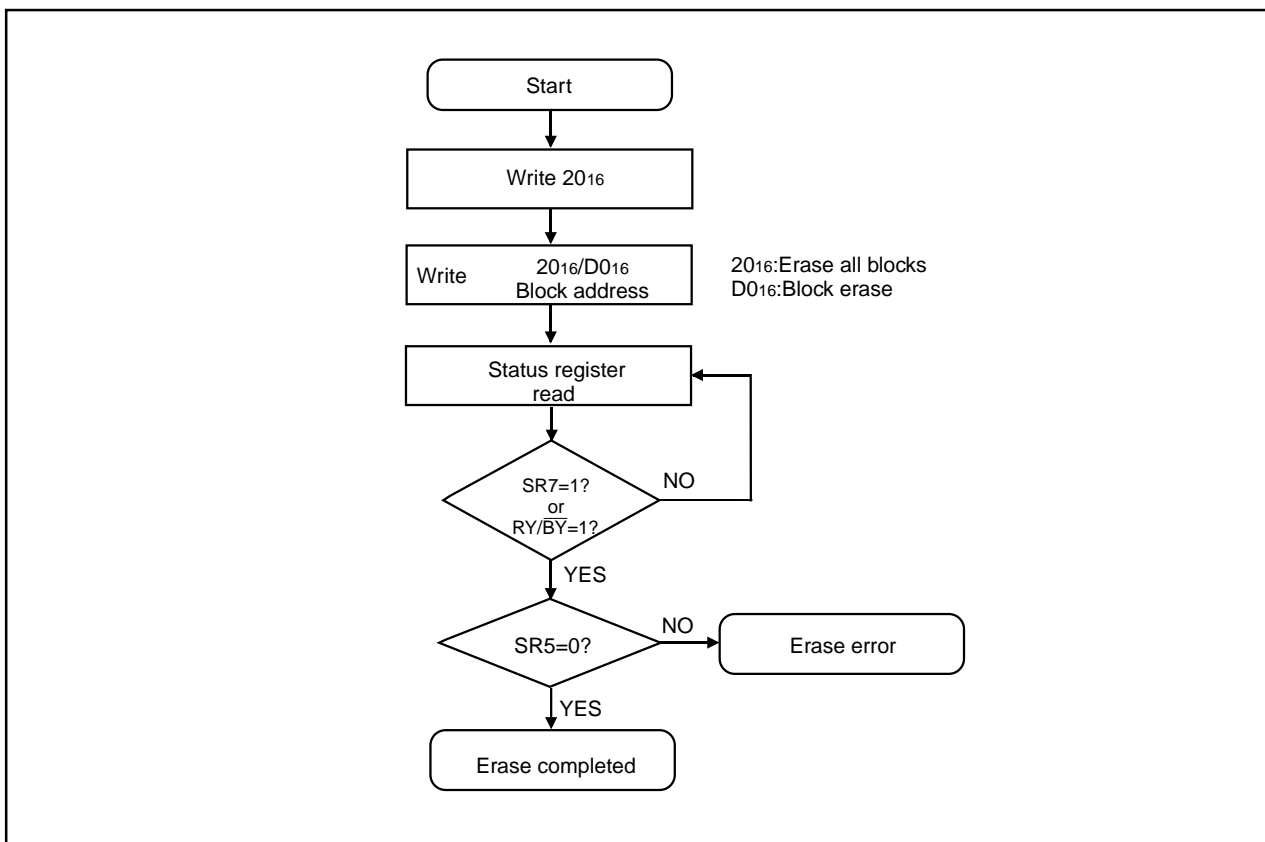 Start
Write 20₁₆
Write 20₁₆/D0₁₆
Block address
20₁₆:Erase all blocks
D0₁₆:Block erase
Status register
read
SR7=1?
or
RY/B̅Y̅=1?
NO
YES
SR5=0?
NO
Erase error
YES
Erase completed